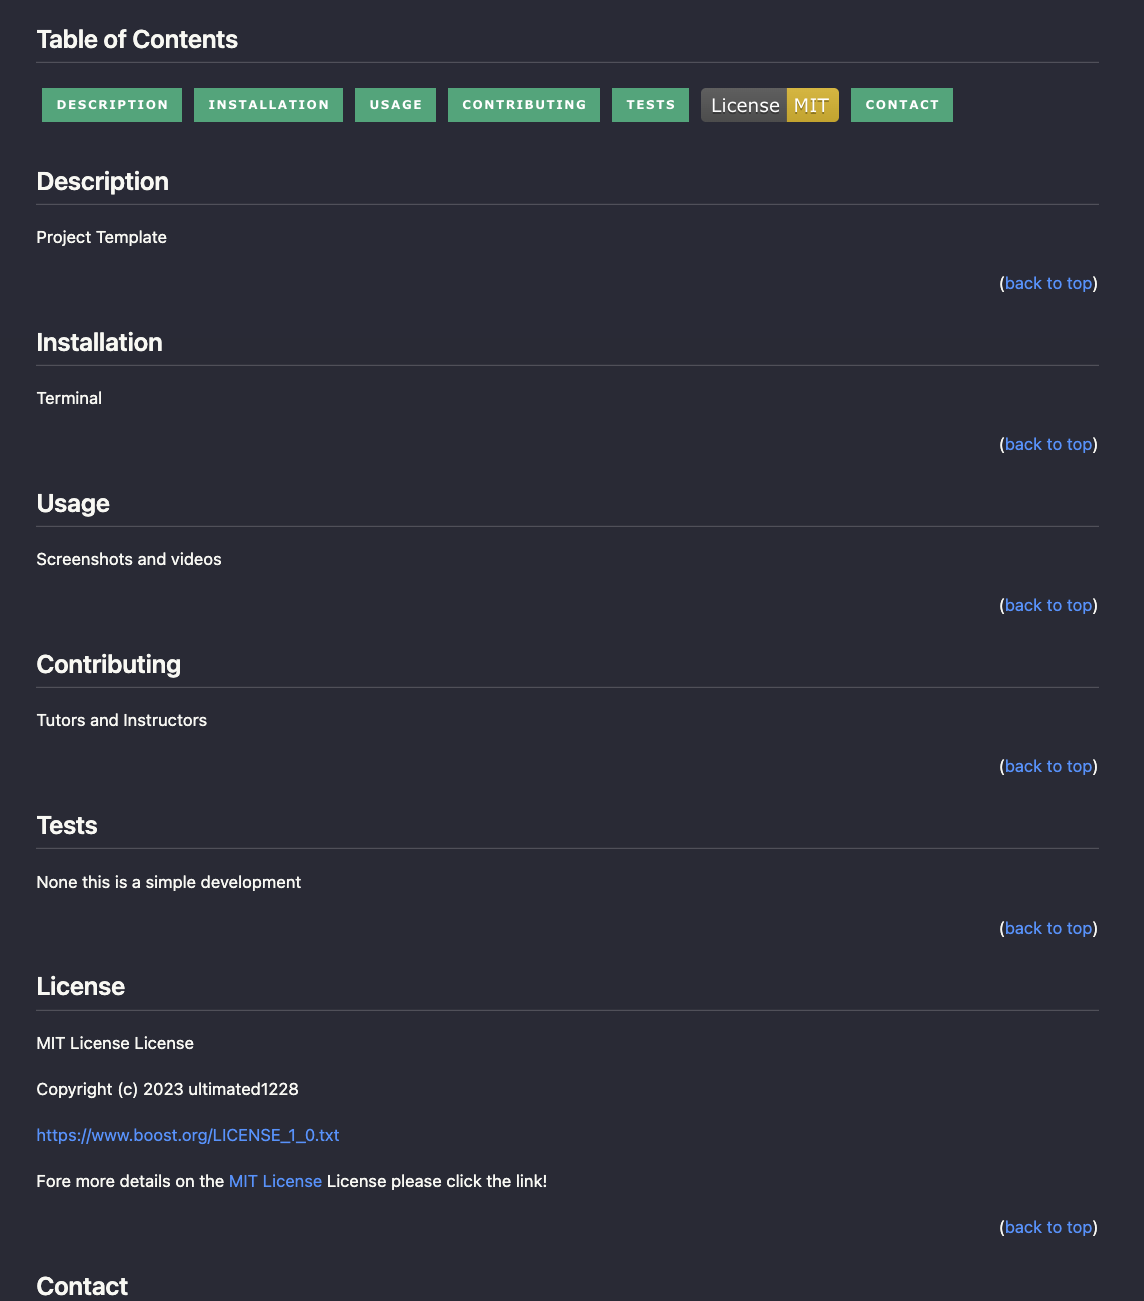 Table of Contents
DESCRIPTION INSTALLATION USAGE CONTRIBUTING TESTS License MIT CONTACT
Description
Project Template
(back to top)
Installation
Terminal
(back to top)
Usage
Screenshots and videos
(back to top)
Contributing
Tutors and Instructors
(back to top)
Tests
None this is a simple development
(back to top)
License
MIT License License
Copyright (c) 2023 ultimated1228
https://www.boost.org/LICENSE_1_0.txt
Fore more details on the MIT License License please click the link!
(back to top)
Contact